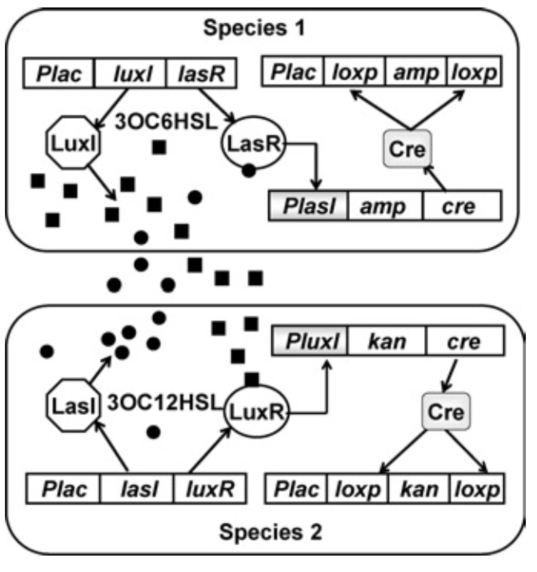 Species 1
Plac luxI lasR
Plac loxp amp loxp
3OC6HSL
LuxI
LasR
Cre
PlasI amp cre
PluxI kan cre
LasI
3OC12HSL
LuxR
Cre
Plac lasI luxR
Plac loxp kan loxp
Species 2